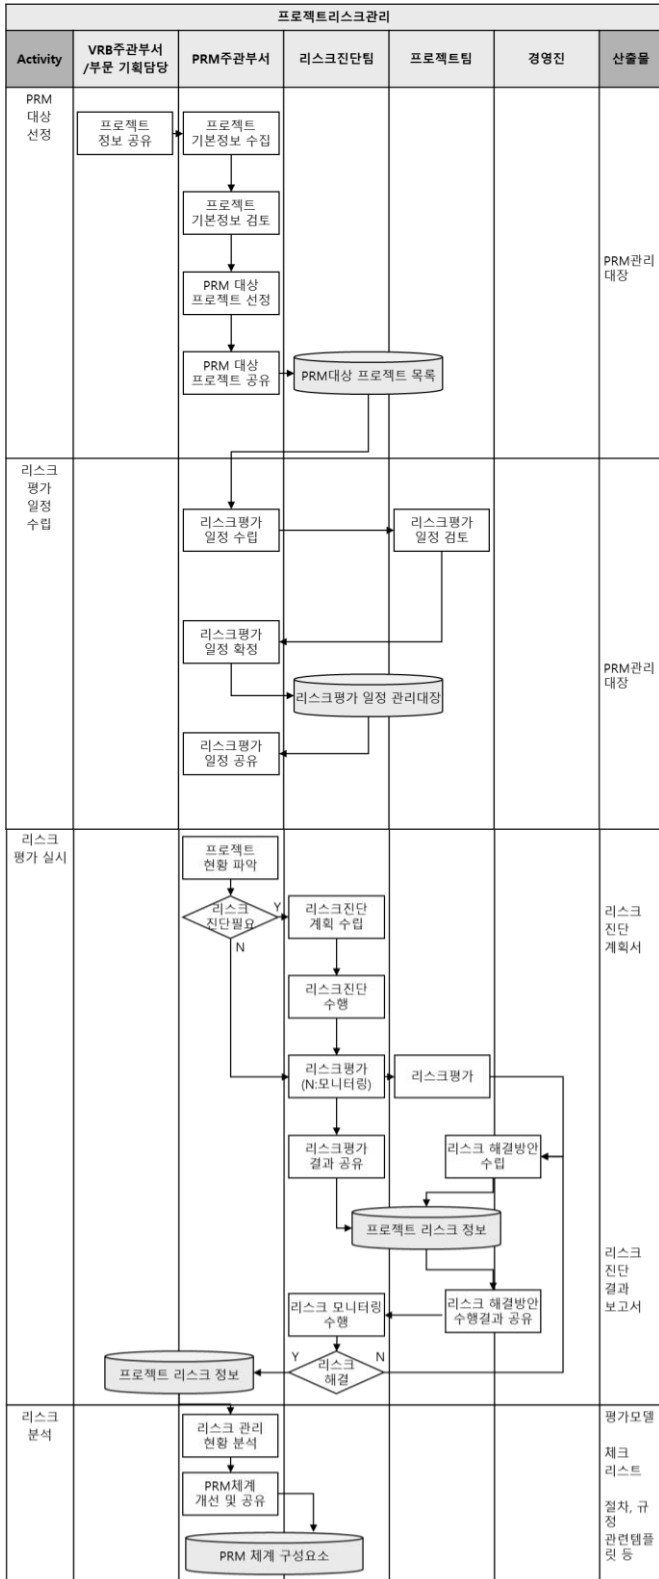 프로젝트리스크관리
Activity
VRB주관부서
/부문 기획담당
PRM주관부서
리스크진단팀
프로젝트팀
경영진
산출물
PRM
대상
선정
프로젝트
정보 공유
프로젝트
기본정보 수집
프로젝트
기본정보 검토
PRM 대상
프로젝트 선정
PRM 대상
프로젝트 공유
PRM대상 프로젝트 목록
PRM관리
대장
리스크
평가
일정
수립
리스크평가
일정 수립
리스크평가
일정 검토
리스크평가
일정 확정
리스크평가 일정 관리대장
리스크평가
일정 공유
PRM관리
대장
리스크
평가 실시
프로젝트
현황 파악
리스크
진단필요
Y
N
리스크진단
계획 수립
리스크진단
수행
리스크평가
(N:모니터링)
리스크평가
리스크평가
결과 공유
리스크 해결방안
수립
프로젝트 리스크 정보
리스크 해결방안
수행결과 공유
리스크 모니터링
수행
리스크
해결
Y
N
프로젝트 리스크 정보
리스크
진단
계획서
리스크
진단
결과
보고서
리스크
분석
리스크 관리
현황 분석
PRM체계
개선 및 공유
PRM 체계 구성요소
평가모델
체크
리스트
절차, 규
정
관련템플
릿 등